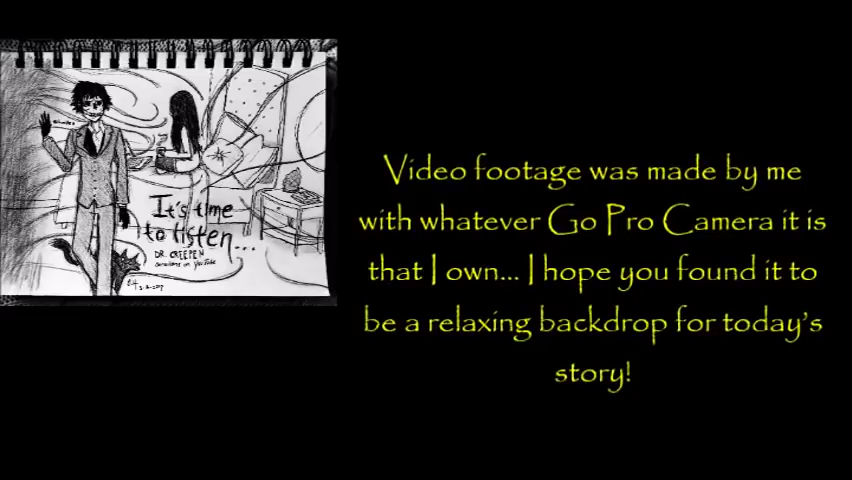 It's time
to listen...
DR. CREEPEN
Video footage was made by me
with whatever Go Pro Camera it is
that I own... I hope you found it to
be a relaxing backdrop for today's
story!